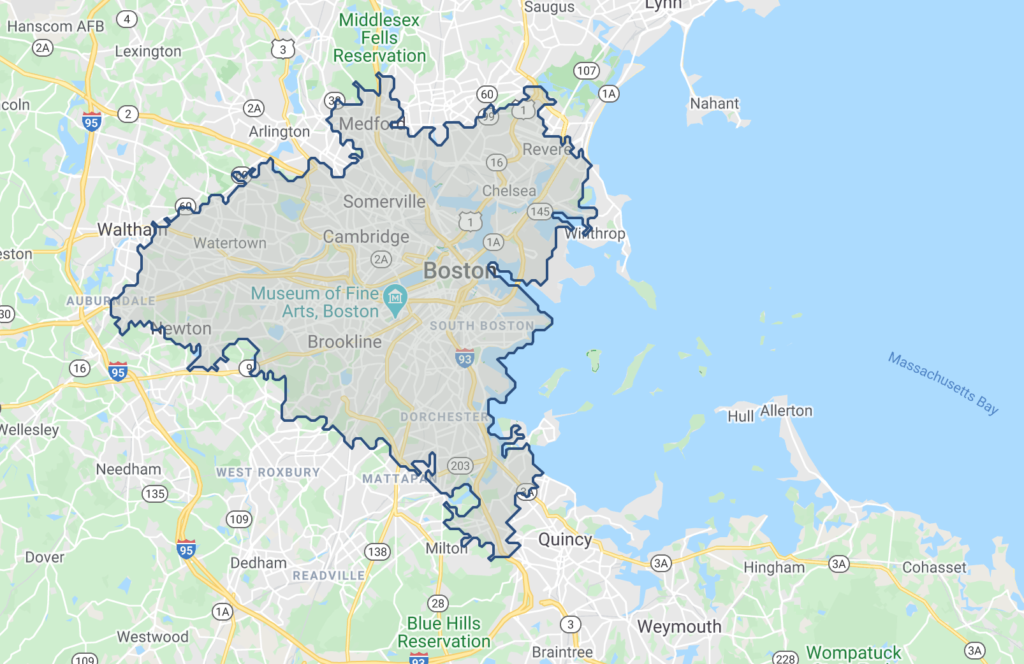 Saugus
Lynn
Hanscom AFB
4
Middlesex
Fells
Reservation
2A
Lexington
3
107
60
1A
38
coln
2A
2
95
Nahant
1
99
Arlington
Medford
Revere
16
60
Chelsea
Somerville
60
145
1
Waltham
Winthrop
Cambridge
1A
Watertown
eston
2A
Boston
AUBURNDALE
Museum of Fine
Arts, Boston
30
Newton
SOUTH BOSTON
Brookline
93
16
95
9
Massachusetts Bay
DORCHESTER
Hull
Allerton
Wellesley
203
Needham
WEST ROXBURY
MATTAPAN
135
3A
109
Quincy
95
138
Milton
Dover
Dedham
3A
3A
Hingham
Cohasset
READVILLE
28
1A
3
Blue Hills
Reservation
Weymouth
Westwood
Braintree
3A
109
93
228
Wompatuck